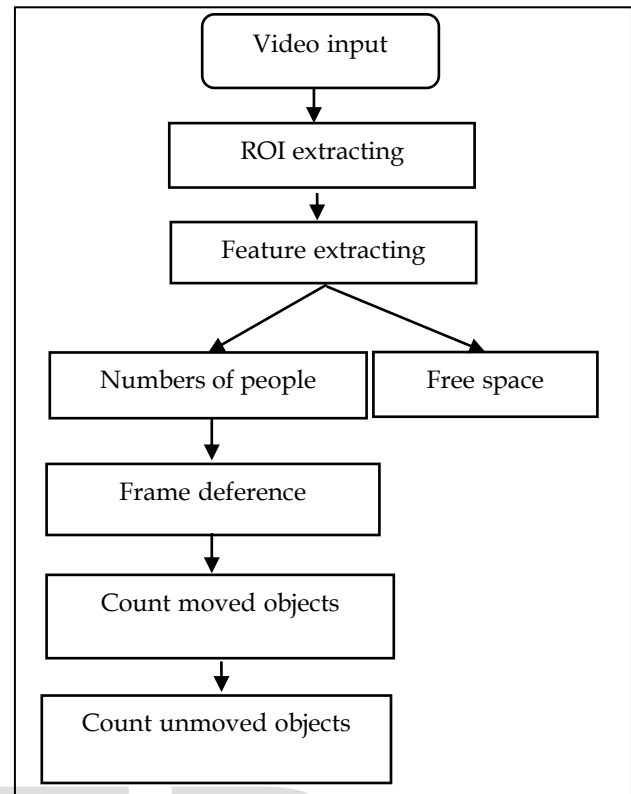 Video input
ROI extracting
Feature extracting
Numbers of people
Free space
Frame deference
Count moved objects
Count unmoved objects